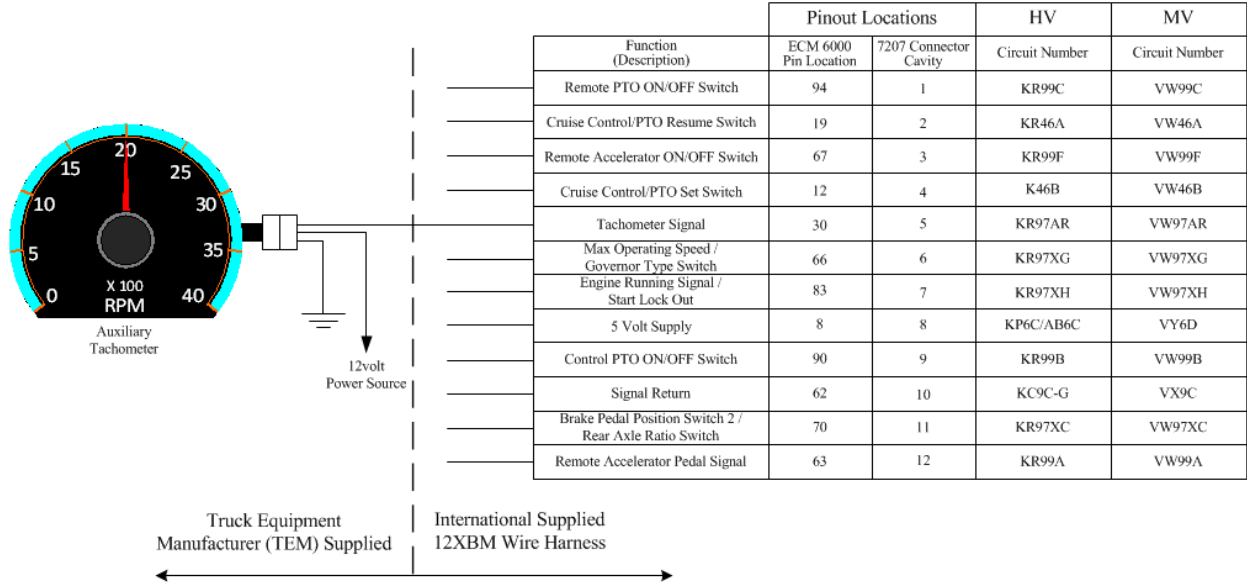 Pinout Locations HV MV
Function
(Description)
ECM 6000
Pin Location
7207 Connector
Cavity
Circuit Number Circuit Number
Remote PTO ON/OFF Switch 94 1 KR99C VW99C
Cruise Control/PTO Resume Switch 19 2 KR46A VW46A
Remote Accelerator ON/OFF Switch 67 3 KR99F VW99F
Cruise Control/PTO Set Switch 12 4 K46B VW46B
Tachometer Signal 30 5 KR97AR VW97AR
Max Operating Speed /
Governor Type Switch 66 6 KR97XG VW97XG
Engine Running Signal /
Start Lock Out 83 7 KR97XH VW97XH
5 Volt Supply 8 8 KP6C/AB6C VY6D
Control PTO ON/OFF Switch 90 9 KR99B VW99B
Signal Return 62 10 KC9C-G VX9C
Brake Pedal Position Switch 2 /
Rear Axle Ratio Switch 70 11 KR97XC VW97XC
Remote Accelerator Pedal Signal 63 12 KR99A VW99A
0
5
10
15
20
25
30
35
40
X 100
RPM
Auxiliary
Tachometer
12volt
Power Source
Truck Equipment
Manufacturer (TEM) Supplied
International Supplied
12XBM Wire Harness